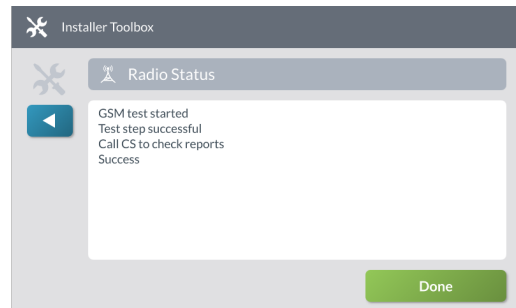 Installer Toolbox
Radio Status
GSM test started
Test step successful
Call CS to check reports
Success
Done